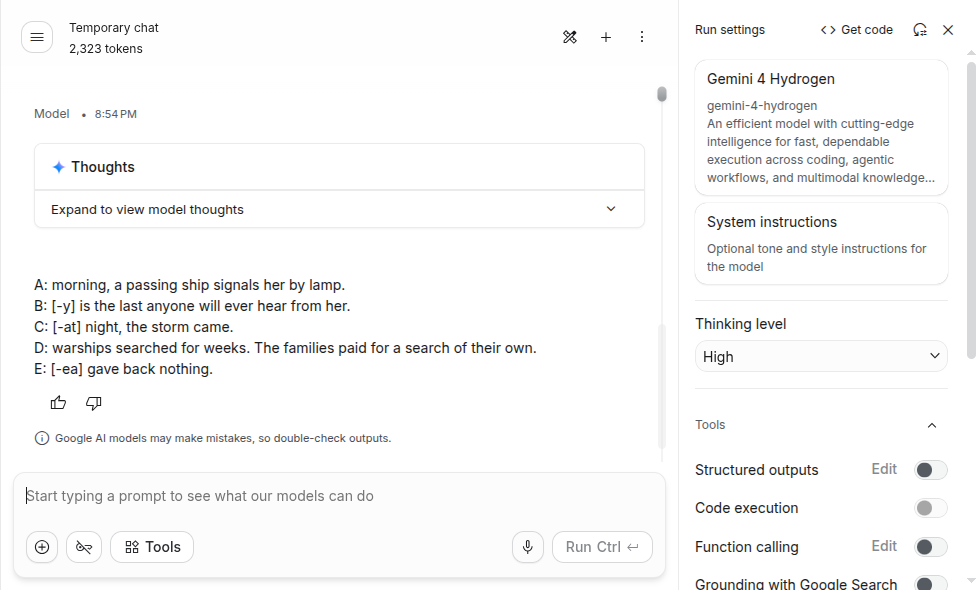 Temporary chat
2,323 tokens
Model • 8:54 PM
Thoughts
Expand to view model thoughts
A: morning, a passing ship signals her by lamp.
B: [-y] is the last anyone will ever hear from her.
C: [-at] night, the storm came.
D: warships searched for weeks. The families paid for a search of their own.
E: [-ea] gave back nothing.
Google AI models may make mistakes, so double-check outputs.
Start typing a prompt to see what our models can do
Tools
Run Ctrl ↵
Run settings
<> Get code
Gemini 4 Hydrogen
gemini-4-hydrogen
An efficient model with cutting-edge
intelligence for fast, dependable
execution across coding, agentic
workflows, and multimodal knowledge...
System instructions
Optional tone and style instructions for
the model
Thinking level
High
Tools
Structured outputs Edit
Code execution
Function calling Edit
Grounding with Google Search